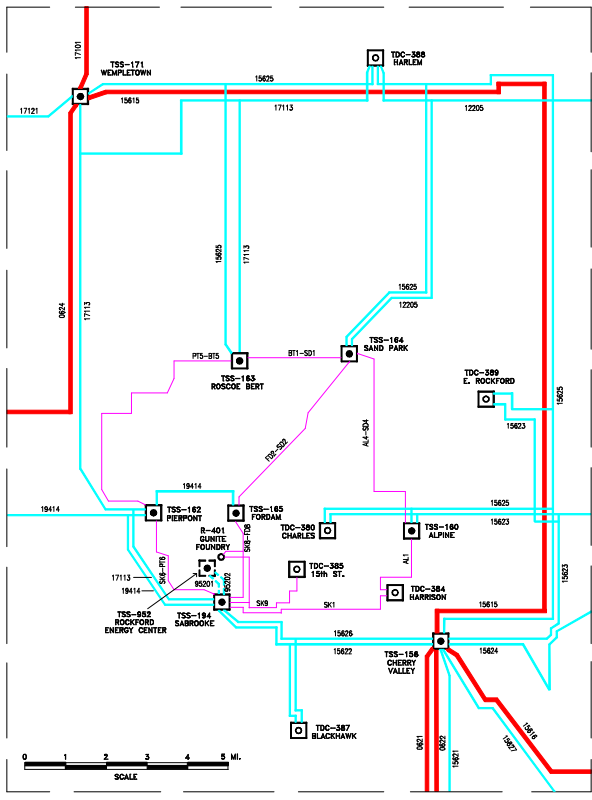 17101
TSS-171
WEMPLETOWN
TDC-388
HARLEM
15625
15615
17121
17113
12205
15625
17113
15625
12205
0624
17113
TSS-164
SAND PARK
PT5-BT5
BT1-SD1
TSS-163
ROSCOE BERT
TDC-389
E. ROCKFORD
15625
15623
FD2-SD2
AL4-SD4
19414
19414
TSS-162
PIERPONT
TSS-165
FORDAM
15625
15623
R-401
GUNITE
FOUNDRY
TDC-380
CHARLES
TSS-160
ALPINE
SK8-FD8
SK6-PT6
AL1
TDC-385
15th ST.
15623
17113
19414
95201
95202
TDC-384
HARRISON
TSS-952
ROCKFORD
ENERGY CENTER
TSS-194
SABROOKE
SK9
SK1
15615
15626
15622
TSS-156
CHERRY
VALLEY
15624
TDC-387
BLACKHAWK
0621
0622
15621
15616
15627
0 1 2 3 4 5 MI.
SCALE